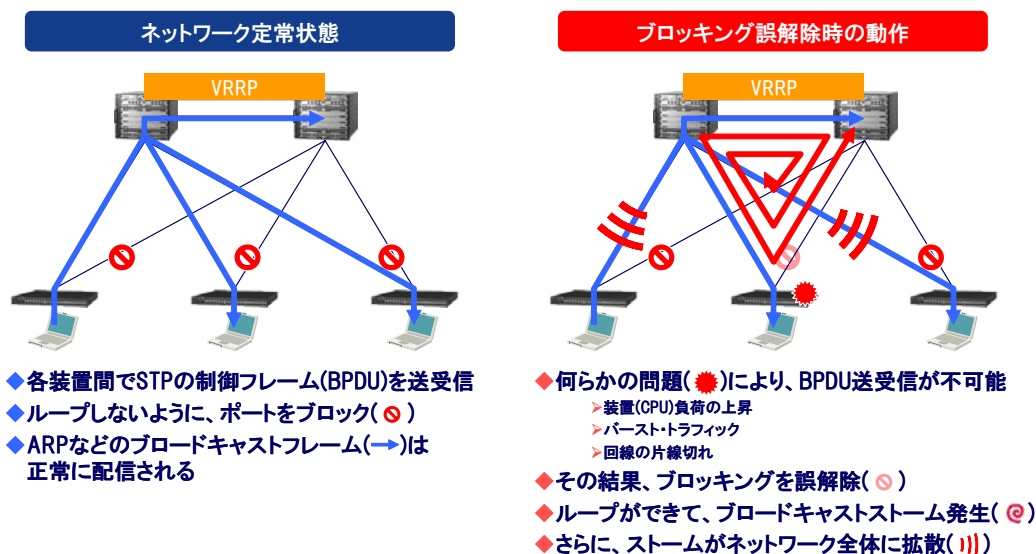 ネットワーク定常状態
VRRP
◆各装置間でSTPの制御フレーム(BPDU)を送受信
◆ループしないように、ポートをブロック( )
◆ARPなどのブロードキャストフレーム(→)は
正常に配信される
ブロッキング誤解除時の動作
VRRP
◆何らかの問題( )により、BPDU送受信が不可能
➢装置(CPU)負荷の上昇
➢バースト・トラフィック
➢回線の片線切れ
◆その結果、ブロッキングを誤解除( )
◆ループができて、ブロードキャストストーム発生( )
◆さらに、ストームがネットワーク全体に拡散( )